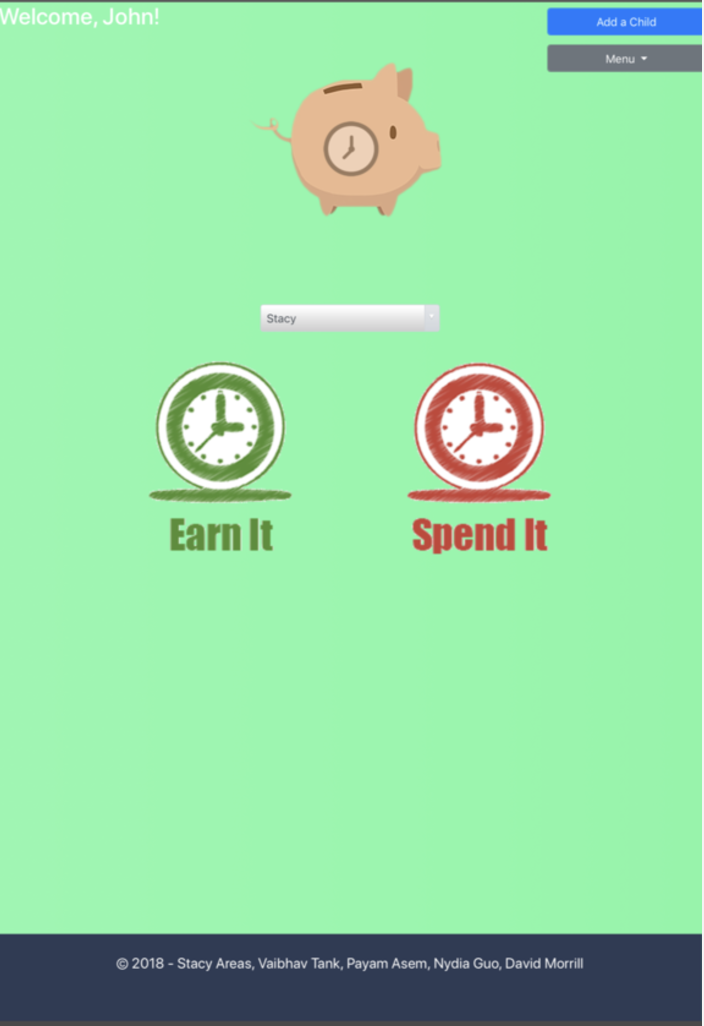 Welcome, John!
Add a Child
Menu
Stacy
Earn It
Spend It
© 2018 - Stacy Areas, Vaibhav Tank, Payam Asem, Nydia Guo, David Morrill